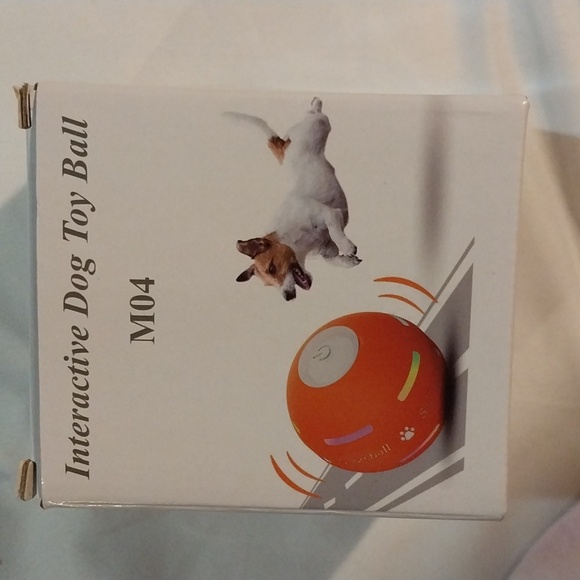 Interactive Dog Toy Ball
M04